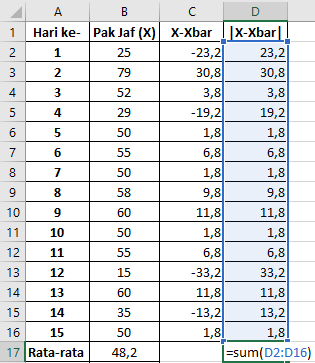 A B C D
1 Hari ke- Pak Jaf (X) X-Xbar |X-Xbar|
2 1 25 -23,2 23,2
3 2 79 30,8 30,8
4 3 52 3,8 3,8
5 4 29 -19,2 19,2
6 5 50 1,8 1,8
7 6 55 6,8 6,8
8 7 50 1,8 1,8
9 8 58 9,8 9,8
10 9 60 11,8 11,8
11 10 50 1,8 1,8
12 11 55 6,8 6,8
13 12 15 -33,2 33,2
14 13 60 11,8 11,8
15 14 35 -13,2 13,2
16 15 50 1,8 1,8
17 Rata-rata 48,2 =sum(D2:D16)